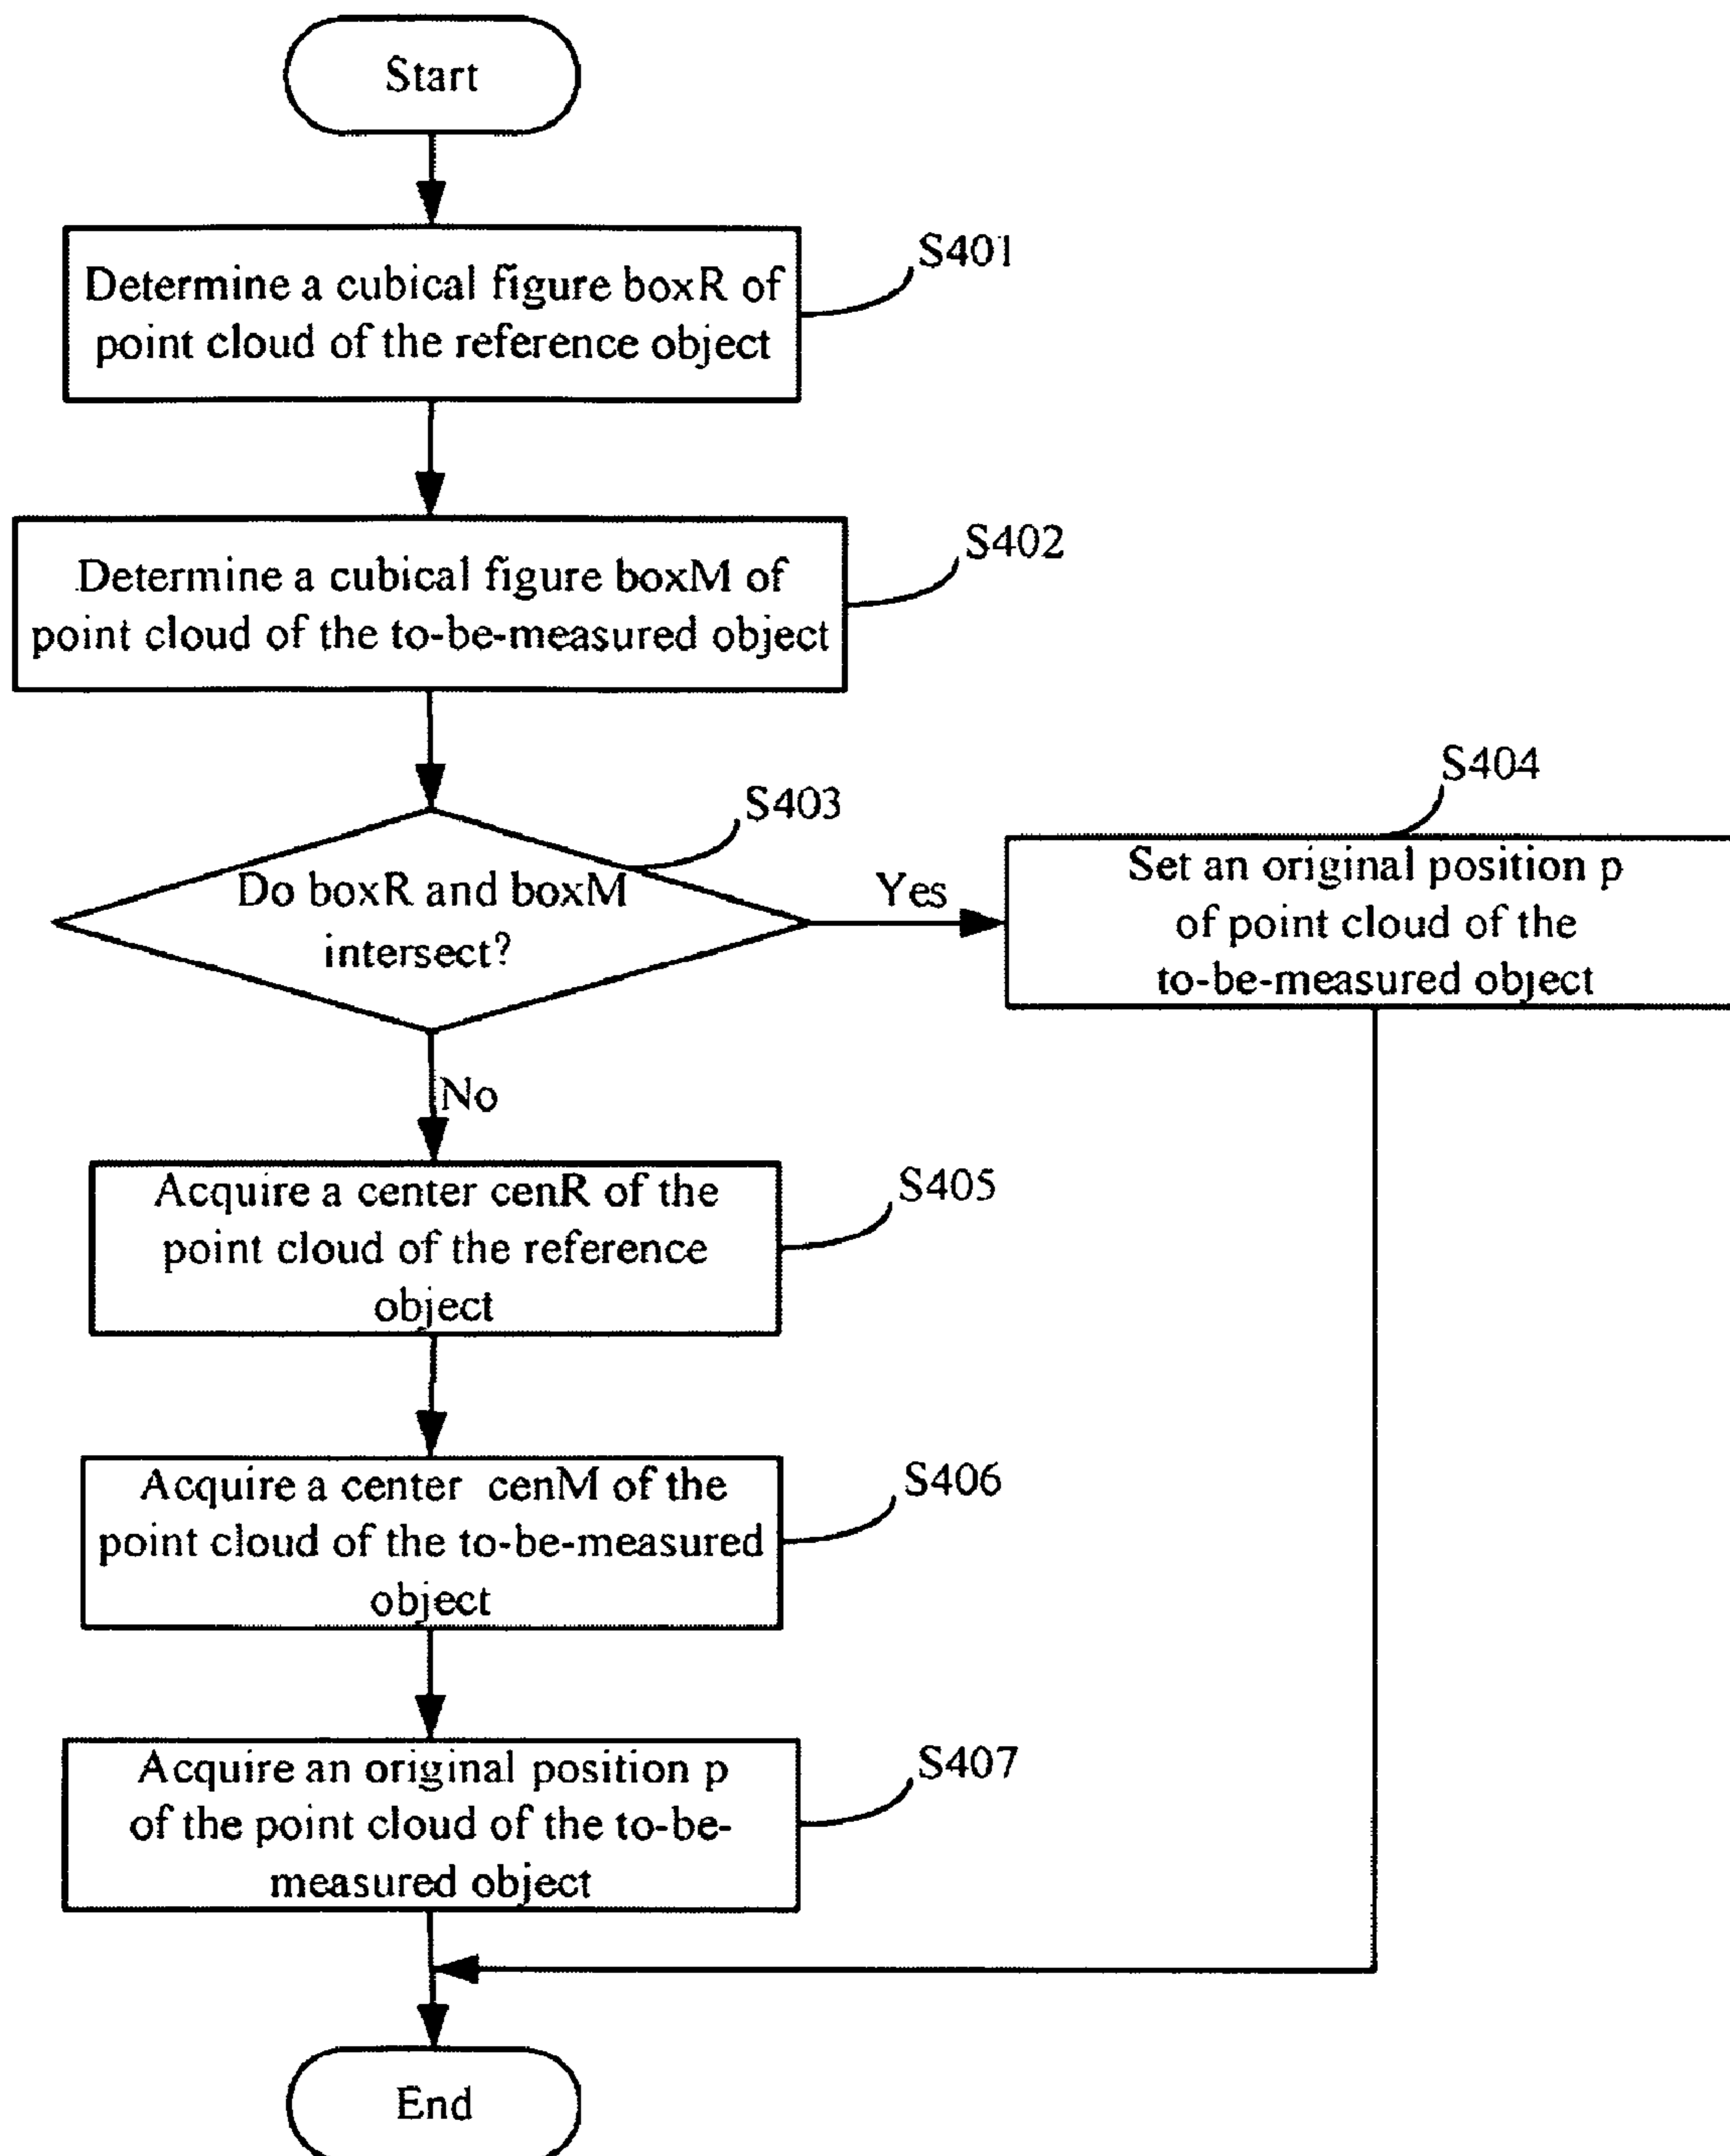 Start
S401
Determine a cubical figure boxR of
point cloud of the reference object
S402
Determine a cubical figure boxM of
point cloud of the to-be-measured object
S403
Do boxR and boxM
intersect?
Yes
S404
Set an original position p
of point cloud of the
to-be-measured object
No
S405
Acquire a center cenR of the
point cloud of the reference
object
S406
Acquire a center cenM of the
point cloud of the to-be-measured
object
S407
Acquire an original position p
of the point cloud of the to-be-
measured object
End